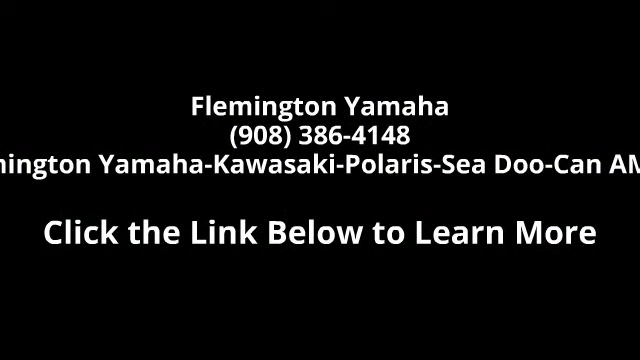 Flemington Yamaha
(908) 386-4148
nington Yamaha-Kawasaki-Polaris-Sea Doo-Can AM
Click the Link Below to Learn More